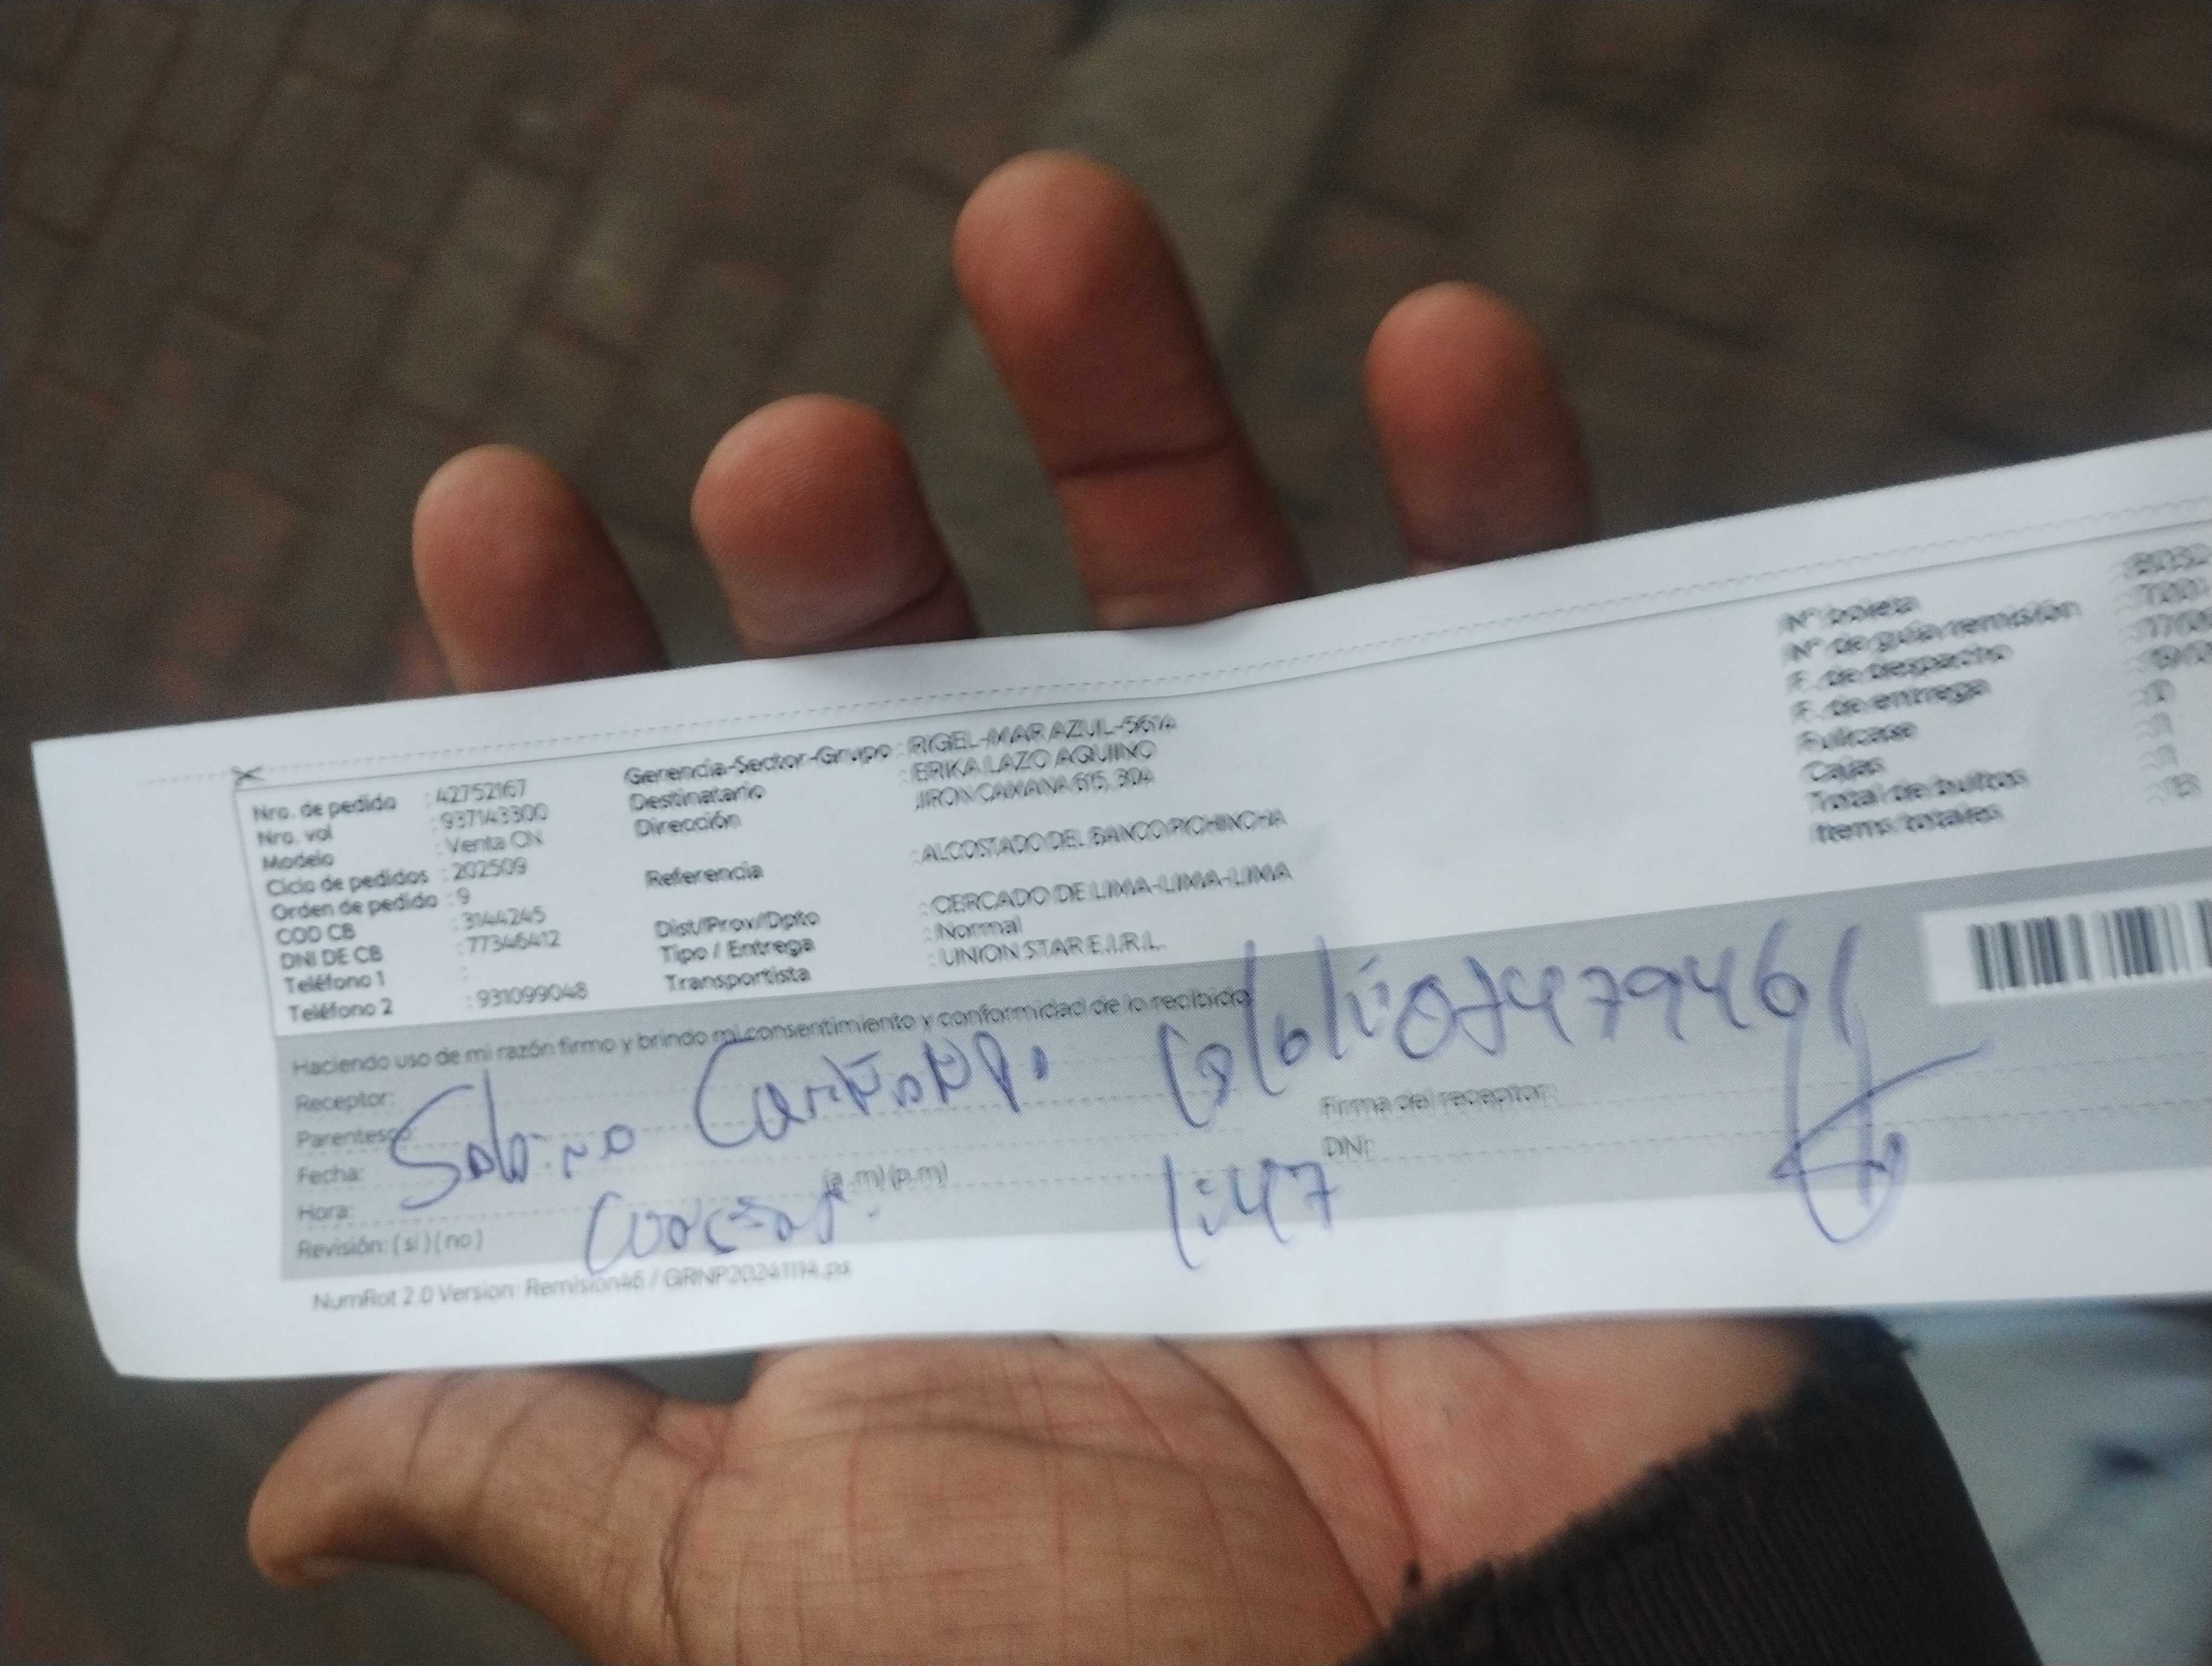 Nro. de pedido : 42752167
Nro. vol : 937143300
Modelo : Venta CN
Ciclo de pedidos : 202509
Orden de pedido : 9
COD CB : 3144245
DNI DE CB : 77346412
Teléfono 1 :
Teléfono 2 : 931099048
Gerencia-Sector-Grupo : RIGEL-MAR AZUL-5614
Destinatario : ERIKA LAZO AQUINO
Dirección : JIRON CAMANA 615, 304
Referencia : ALCOSTADO DEL BANCO PICHINCHA
Dist/Prov/Dpto : CERCADO DE LIMA-LIMA-LIMA
Tipo / Entrega : Normal
Transportista : UNION STAR E.I.R.L.
N° boleta
N° de guía remisión
F. de despacho
F. de entrega
Fullcase
Cajas
Total de bultos
Items totales
Haciendo uso de mi razón firmo y brindo mi consentimiento y conformidad de lo recibido
Receptor:
Parentesco:
Fecha:
Hora: (a.m) (p.m)
Revisión: ( si ) ( no )
Firma del receptor:
DNI:
07479461
1:47
NumRot 2.0 Version: Remision46 / GRNP20241114.ps